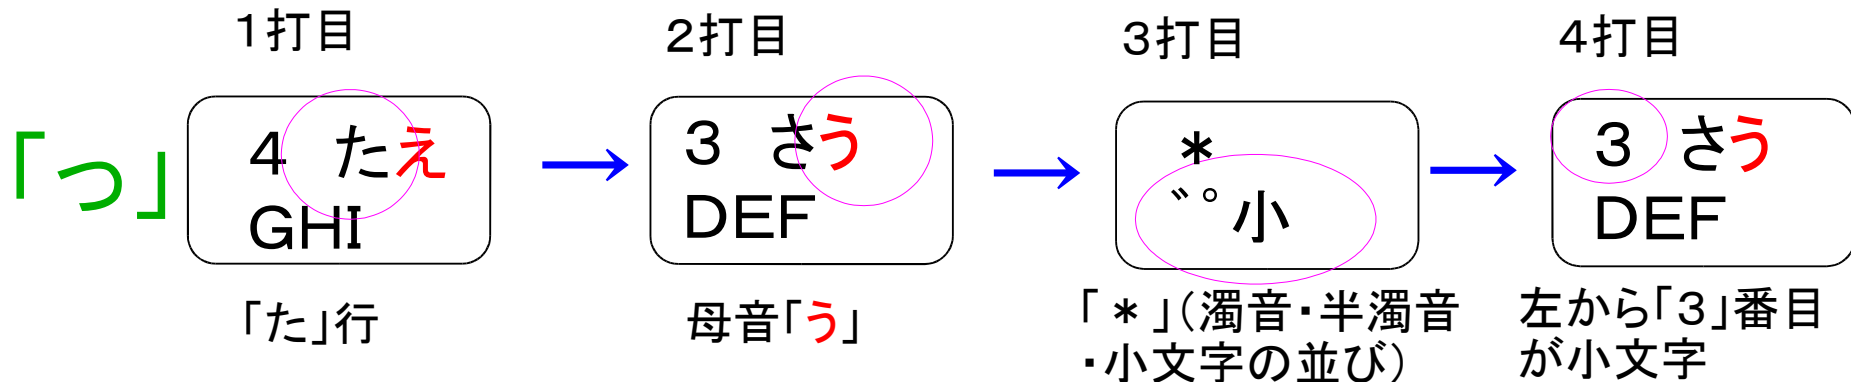 1打目
2打目
3打目
4打目
「っ」
4 たえ
GHI
→
3 さう
DEF
→
*
゛゜小
→
3 さう
DEF
「た」行
母音「う」
「*」(濁音・半濁音
・小文字の並び)
左から「3」番目
が小文字